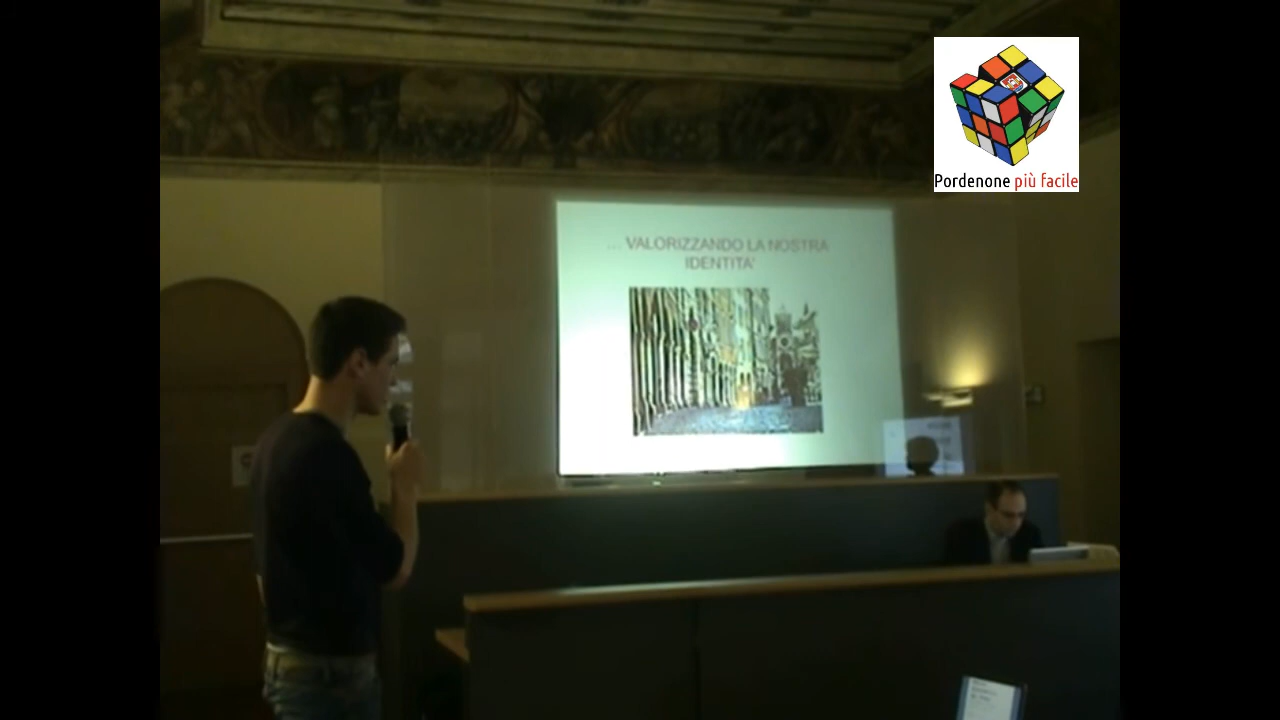 Pordenone più facile
... VALORIZZANDO LA NOSTRA
IDENTITA'